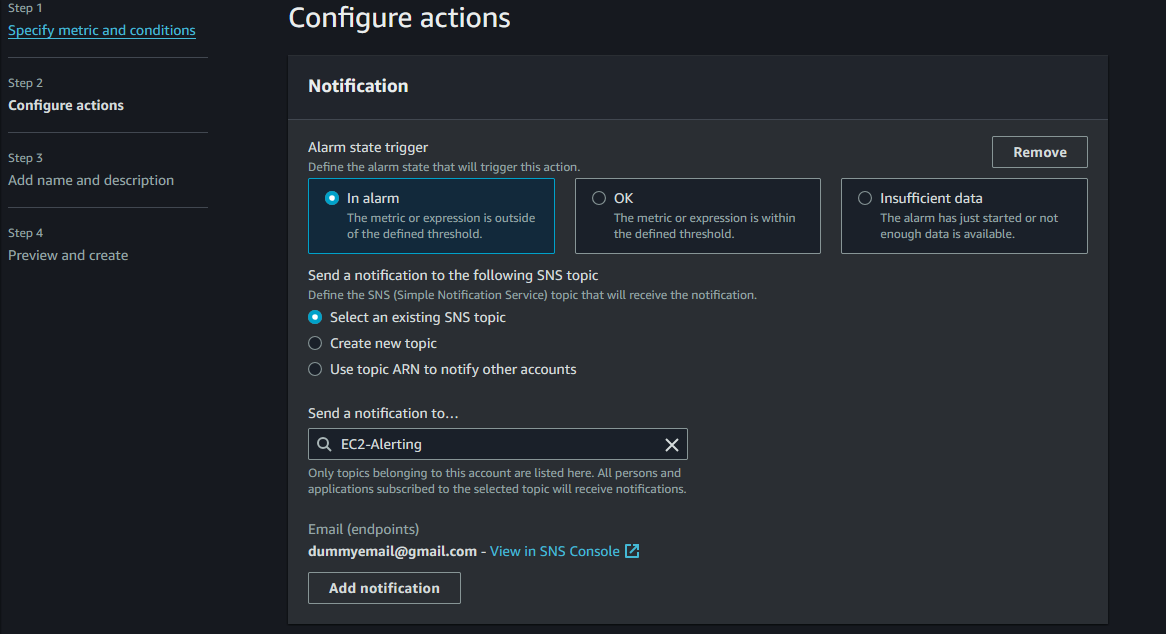 Step 1
Specify metric and conditions
Step 2
Configure actions
Step 3
Add name and description
Step 4
Preview and create
Configure actions
Notification
Alarm state trigger
Define the alarm state that will trigger this action.
Remove
In alarm
The metric or expression is outside
of the defined threshold.
OK
The metric or expression is within
the defined threshold.
Insufficient data
The alarm has just started or not
enough data is available.
Send a notification to the following SNS topic
Define the SNS (Simple Notification Service) topic that will receive the notification.
Select an existing SNS topic
Create new topic
Use topic ARN to notify other accounts
Send a notification to…
EC2-Alerting
Only topics belonging to this account are listed here. All persons and
applications subscribed to the selected topic will receive notifications.
Email (endpoints)
dummyemail@gmail.com - View in SNS Console
Add notification